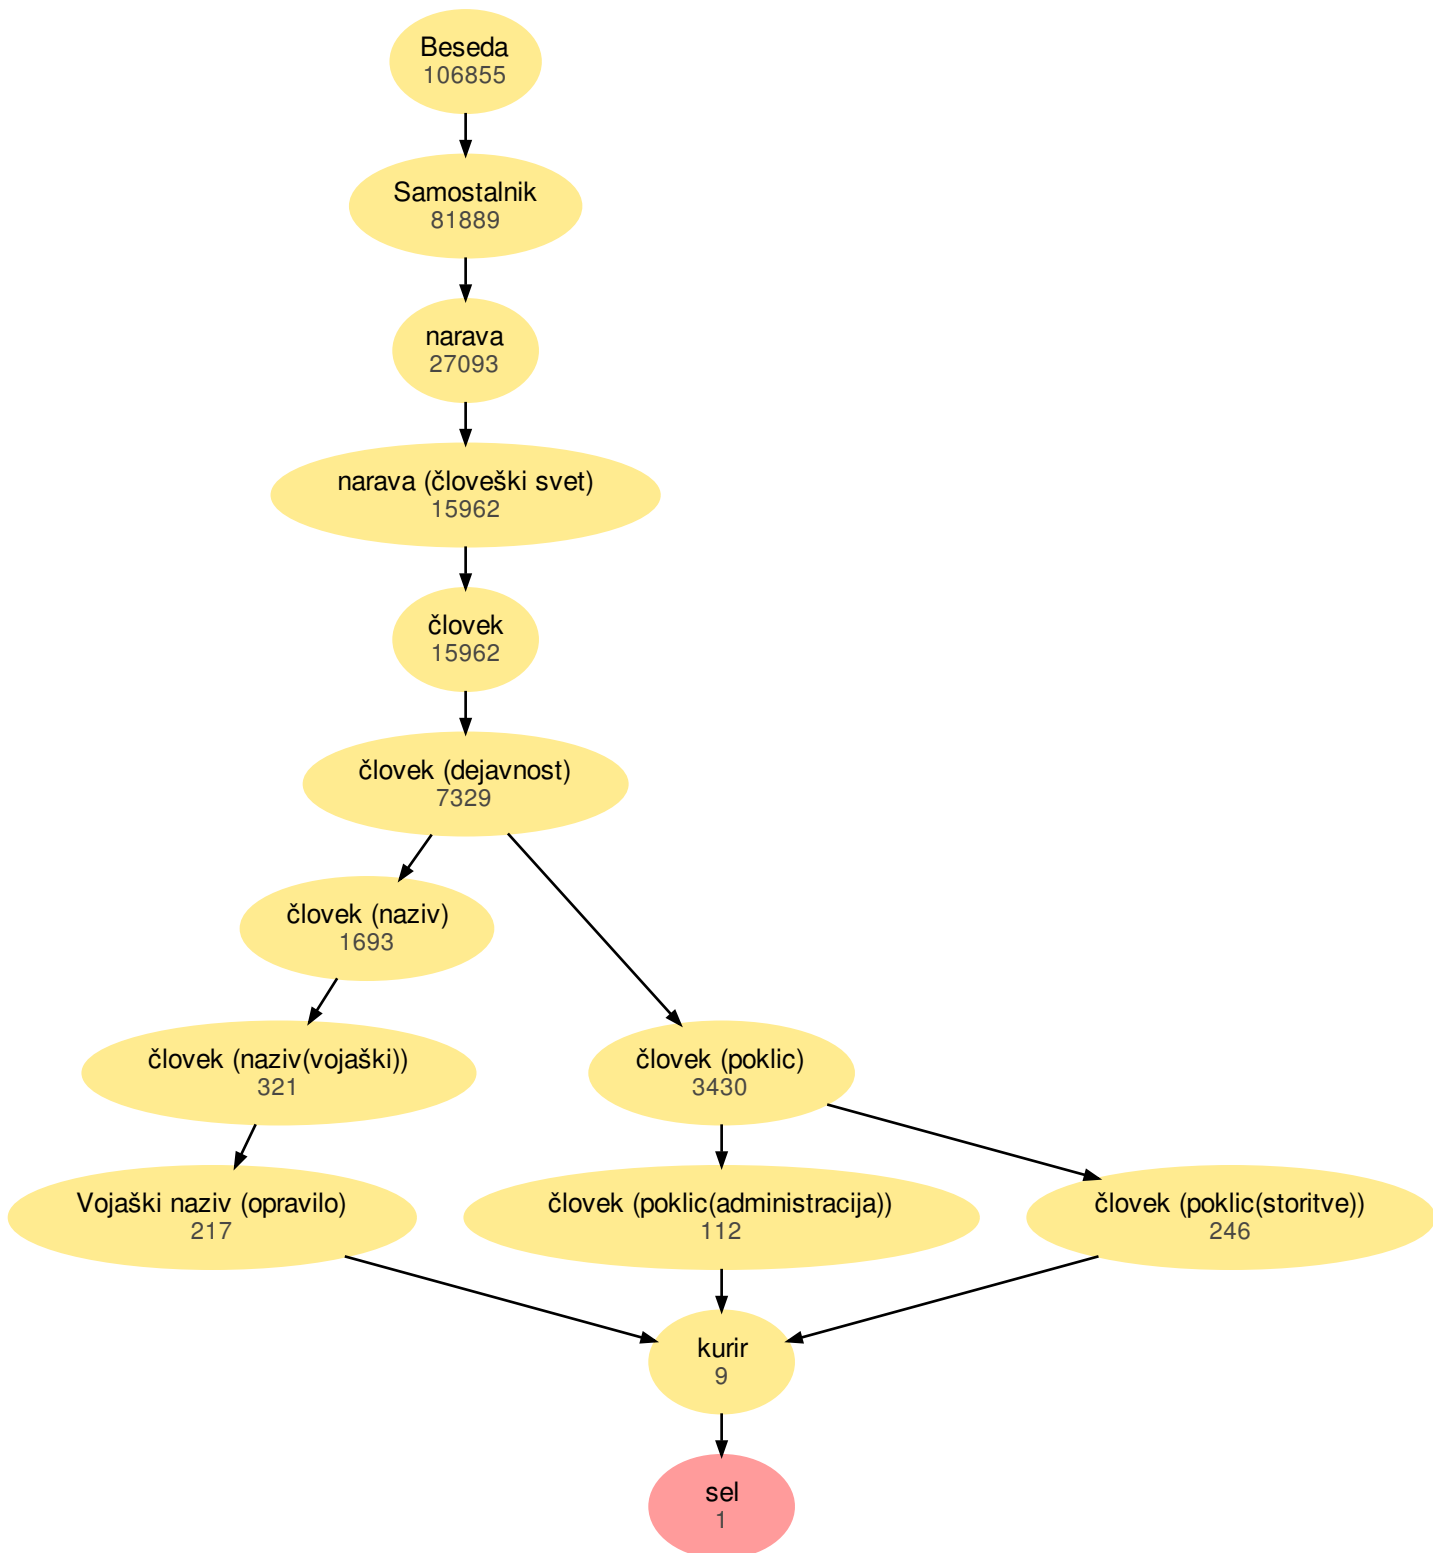 Beseda
106855
Samostalnik
81889
narava
27093
narava (človeški svet)
15962
človek
15962
človek (dejavnost)
7329
človek (naziv)
1693
človek (naziv(vojaški))
321
človek (poklic)
3430
Vojaški naziv (opravilo)
217
človek (poklic(administracija))
112
človek (poklic(storitve))
246
kurir
9
sel
1